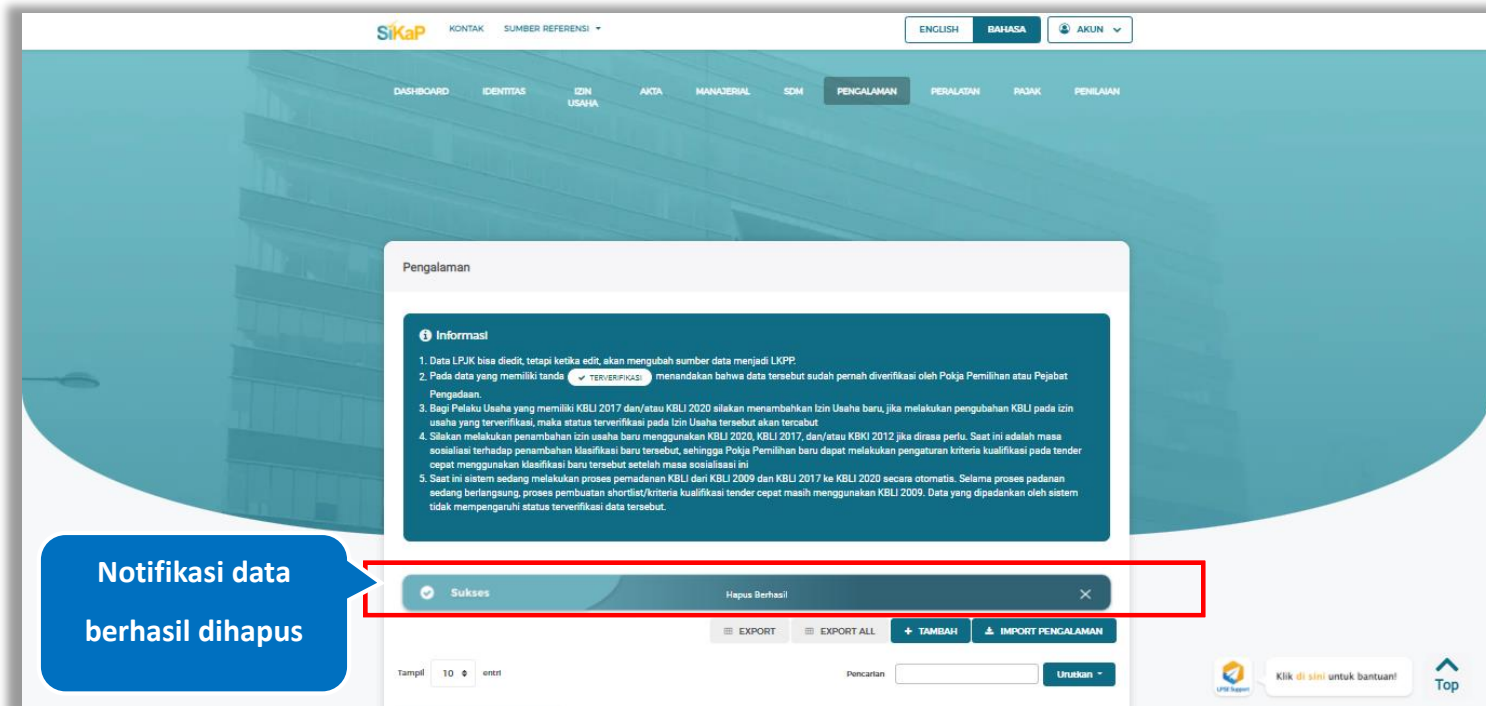 SiKaP KONTAK SUMBER REFERENSI ENGLISH BAHASA AKUN
DASHBOARD IDENTITAS IZIN USAHA AKTA MANAJERIAL SDM PENGALAMAN PERALATAN PAJAK PENILAIAN
Pengalaman
Informasi
1. Data LPJK bisa diedit, tetapi ketika edit, akan mengubah sumber data menjadi LKPP.
2. Pada data yang memiliki tanda TERVERIFIKASI menandakan bahwa data tersebut sudah pernah diverifikasi oleh Pokja Pemilihan atau Pejabat
Pengadaan.
3. Bagi Pelaku Usaha yang memiliki KBLI 2017 dan/atau KBLI 2020 silakan menambahkan Izin Usaha baru, jika melakukan pengubahan KBLI pada izin
usaha yang terverifikasi, maka status terverifikasi pada Izin Usaha tersebut akan tercabut
4. Silakan melakukan penambahan izin usaha baru menggunakan KBLI 2020, KBLI 2017, dan/atau KBKI 2012 jika dirasa perlu. Saat ini adalah masa
sosialiasi terhadap penambahan klasifikasi baru tersebut, sehingga Pokja Pemilihan baru dapat melakukan pengaturan kriteria kualifikasi pada tender
cepat menggunakan klasifikasi baru tersebut setelah masa sosialisasi ini
5. Saat ini sistem sedang melakukan proses pemadanan KBLI dari KBLI 2009 dan KBLI 2017 ke KBLI 2020 secara otomatis. Selama proses padanan
sedang berlangsung, proses pembuatan shortlist/kriteria kualifikasi tender cepat masih menggunakan KBLI 2009. Data yang dipadankan oleh sistem
tidak mempengaruhi status terverifikasi data tersebut.
Notifikasi data
berhasil dihapus
Sukses Hapus Berhasil
EXPORT EXPORT ALL + TAMBAH IMPORT PENGALAMAN
Tampil 10 entri Pencarian Urutkan
LPSE Support Klik di sini untuk bantuan! Top